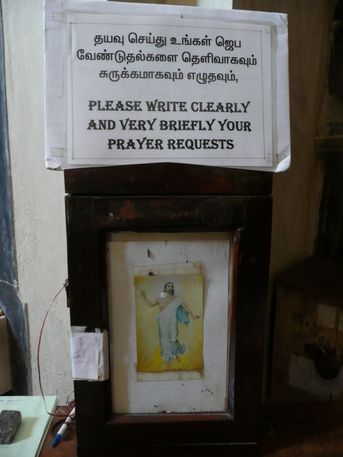 தயவு செய்து உங்கள் ஜெப
வேண்டுதல்களை தெளிவாகவும்
சுருக்கமாகவும் எழுதவும்,
PLEASE WRITE CLEARLY
AND VERY BRIEFLY YOUR
PRAYER REQUESTS